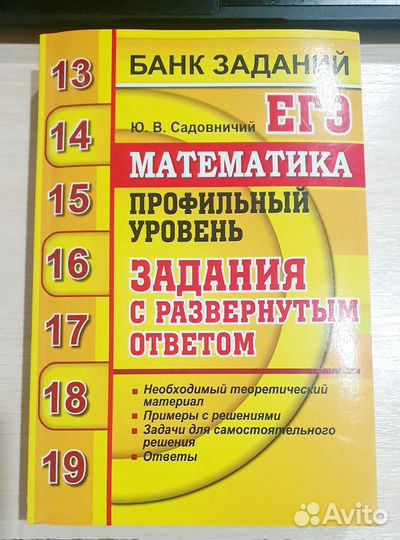 БАНК ЗАДАНИЙ
ЕГЭ
Ю. В. Садовничий
МАТЕМАТИКА
ПРОФИЛЬНЫЙ
УРОВЕНЬ
ЗАДАНИЯ
С РАЗВЕРНУТЫМ
ОТВЕТОМ
Необходимый теоретический
материал
Примеры с решениями
Задачи для самостоятельного
решения
Ответы
13
14
15
16
17
18
19
Avito